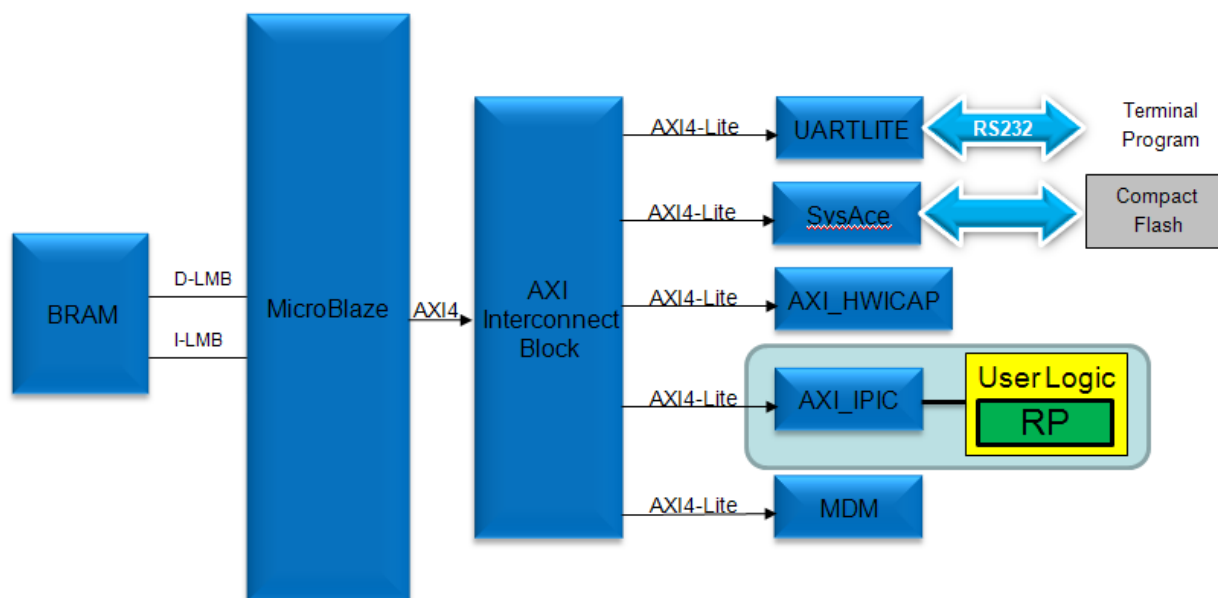 BRAM
D-LMB
I-LMB
MicroBlaze
AXI4
AXI
Interconnect
Block
AXI4-Lite
UARTLITE
RS232
Terminal
Program
AXI4-Lite
SysAce
Compact
Flash
AXI4-Lite
AXI_HWICAP
AXI4-Lite
AXI_IPIC
User Logic
RP
AXI4-Lite
MDM